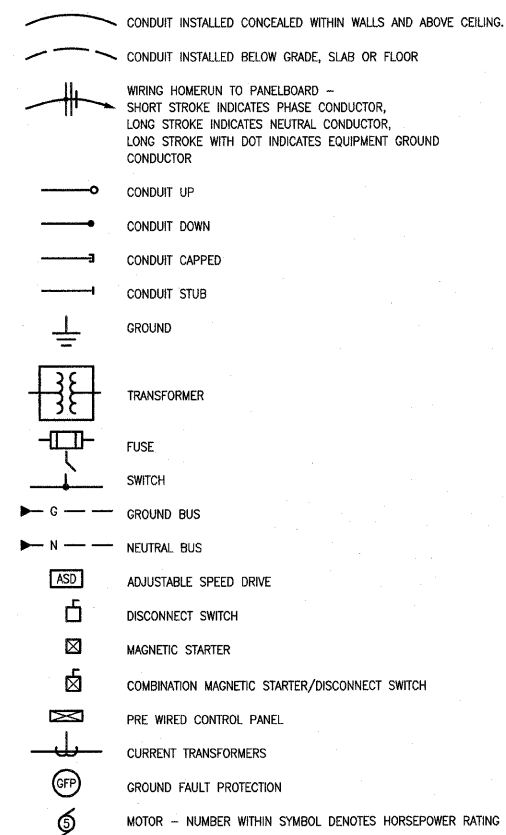 CONDUIT INSTALLED CONCEALED WITHIN WALLS AND ABOVE CEILING.
CONDUIT INSTALLED BELOW GRADE, SLAB OR FLOOR
WIRING HOMERUN TO PANELBOARD –
SHORT STROKE INDICATES PHASE CONDUCTOR,
LONG STROKE INDICATES NEUTRAL CONDUCTOR,
LONG STROKE WITH DOT INDICATES EQUIPMENT GROUND
CONDUCTOR
CONDUIT UP
CONDUIT DOWN
CONDUIT CAPPED
CONDUIT STUB
GROUND
TRANSFORMER
FUSE
SWITCH
G GROUND BUS
N NEUTRAL BUS
ASD ADJUSTABLE SPEED DRIVE
DISCONNECT SWITCH
MAGNETIC STARTER
COMBINATION MAGNETIC STARTER/DISCONNECT SWITCH
PRE WIRED CONTROL PANEL
CURRENT TRANSFORMERS
GFP GROUND FAULT PROTECTION
5 MOTOR – NUMBER WITHIN SYMBOL DENOTES HORSEPOWER RATING